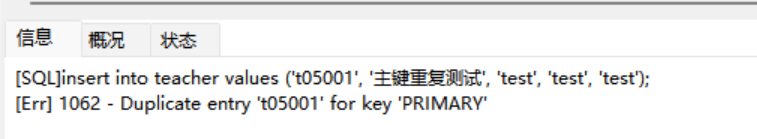 信息 概况 状态
[SQL]insert into teacher values ('t05001', '主键重复测试', 'test', 'test', 'test');
[Err] 1062 - Duplicate entry 't05001' for key 'PRIMARY'